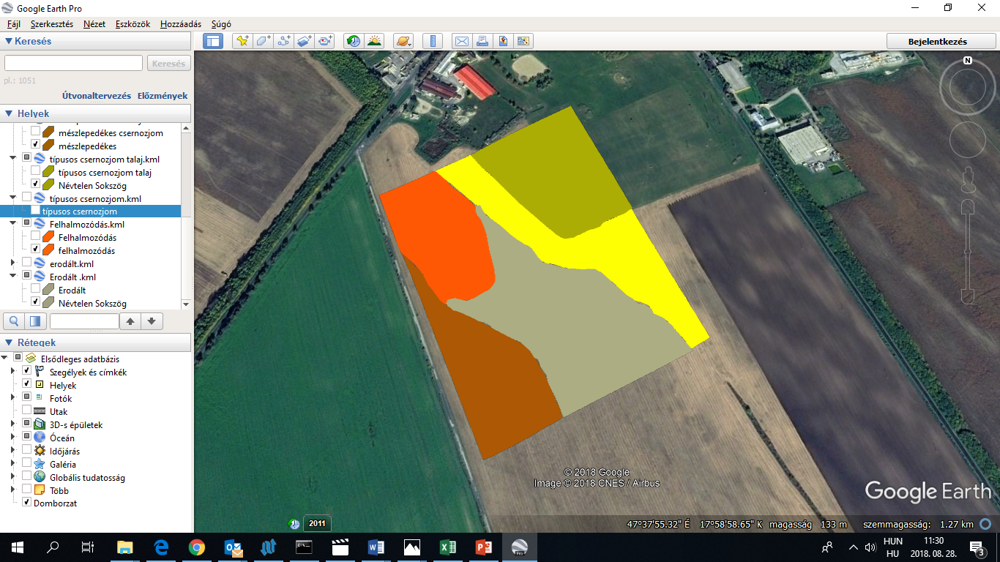 Google Earth Pro
Fájl Szerkesztés Nézet Eszközök Hozzáadás Súgó
Keresés
Bejelentkezés
Keresés
pl.: 1051
Útvonaltervezés Előzmények
Helyek
mészlepedékes csernozjom
mészlepedékes
típusos csernozjom talaj.kml
típusos csernozjom talaj
Névtelen Sokszög
típusos csernozjom.kml
típusos csernozjom
Felhalmozódás.kml
Felhalmozódás
felhalmozódás
erodált.kml
Erodált .kml
Erodált
Névtelen Sokszög
Rétegek
Elsődleges adatbázis
Szegélyek és címkék
Helyek
Fotók
Utak
3D-s épületek
Óceán
Időjárás
Galéria
Globális tudatosság
Több
Domborzat
N
© 2018 Google
Image © 2018 CNES / Airbus
Google Earth
2011
47°37'55.32" É 17°58'58.65" K magasság 133 m szemmagasság: 1.27 km
HUN
HU
11:30
2018. 08. 28.
3